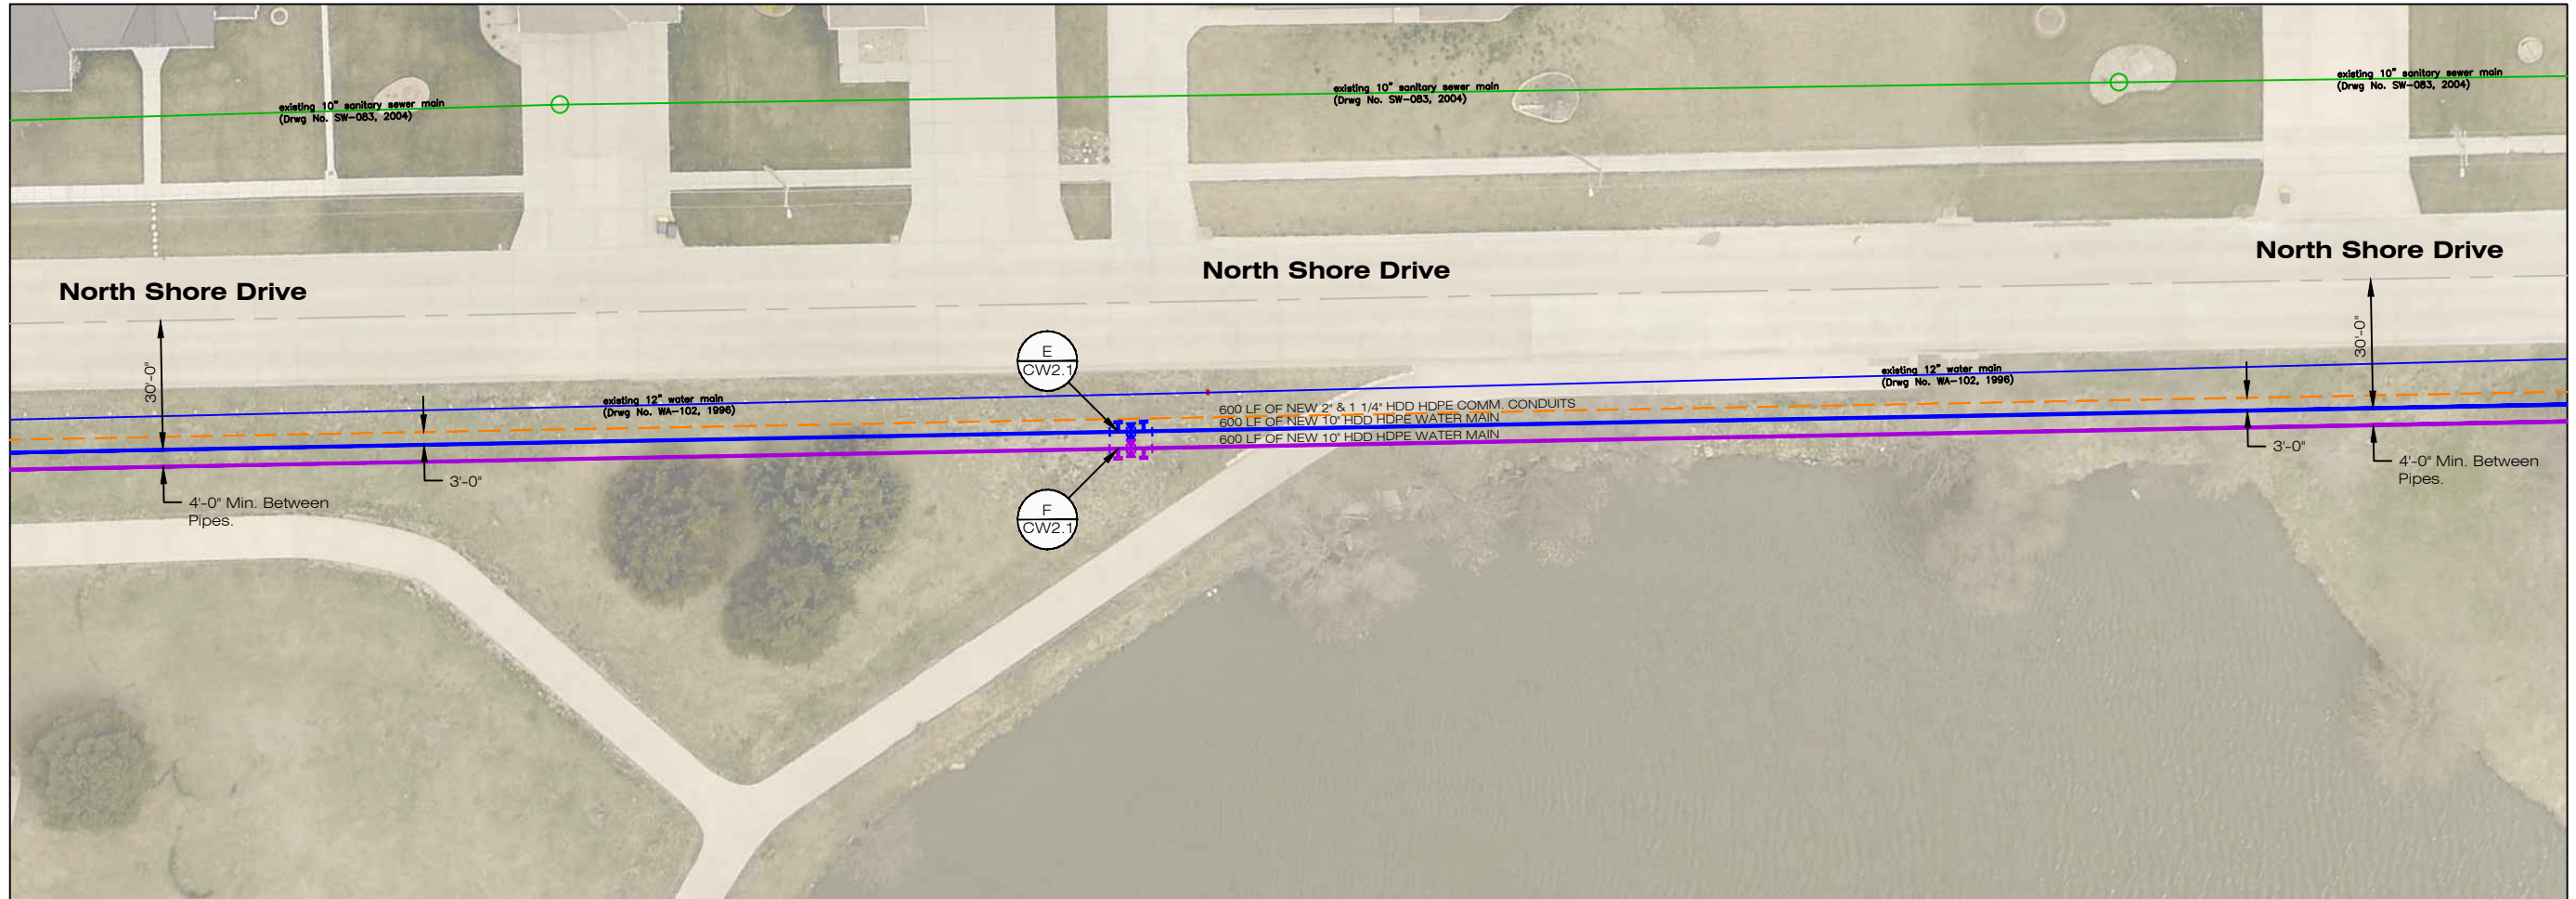 existing 10" sanitary sewer main
(Drwg No. SW-083, 2004)
existing 10" sanitary sewer main
(Drwg No. SW-083, 2004)
existing 10" sanitary sewer main
(Drwg No. SW-083, 2004)
North Shore Drive
North Shore Drive
North Shore Drive
30'-0"
30'-0"
E
CW2.1
existing 12" water main
(Drwg No. WA-102, 1996)
existing 12" water main
(Drwg No. WA-102, 1996)
600 LF OF NEW 2" & 1 1/4" HDD HDPE COMM. CONDUITS
600 LF OF NEW 10" HDD HDPE WATER MAIN
600 LF OF NEW 10" HDD HDPE WATER MAIN
3'-0"
4'-0" Min. Between
Pipes.
F
CW2.1
3'-0"
4'-0" Min. Between
Pipes.